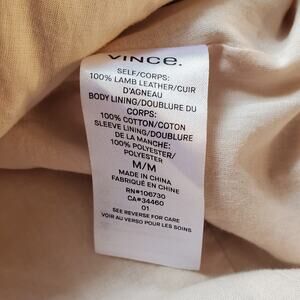 VINCE.
SELF/CORPS:
100% LAMB LEATHER/CUIR
D'AGNEAU
BODY LINING/DOUBLURE DU
CORPS:
100% COTTON/COTON
SLEEVE LINING/DOUBLURE
DE LA MANCHE:
100% POLYESTER/
POLYESTER
M/M
MADE IN CHINA
FABRIQUÉ EN CHINE
RN#106730
CA#34460
01
SEE REVERSE FOR CARE
VOIR AU VERSO POUR LES SOINS